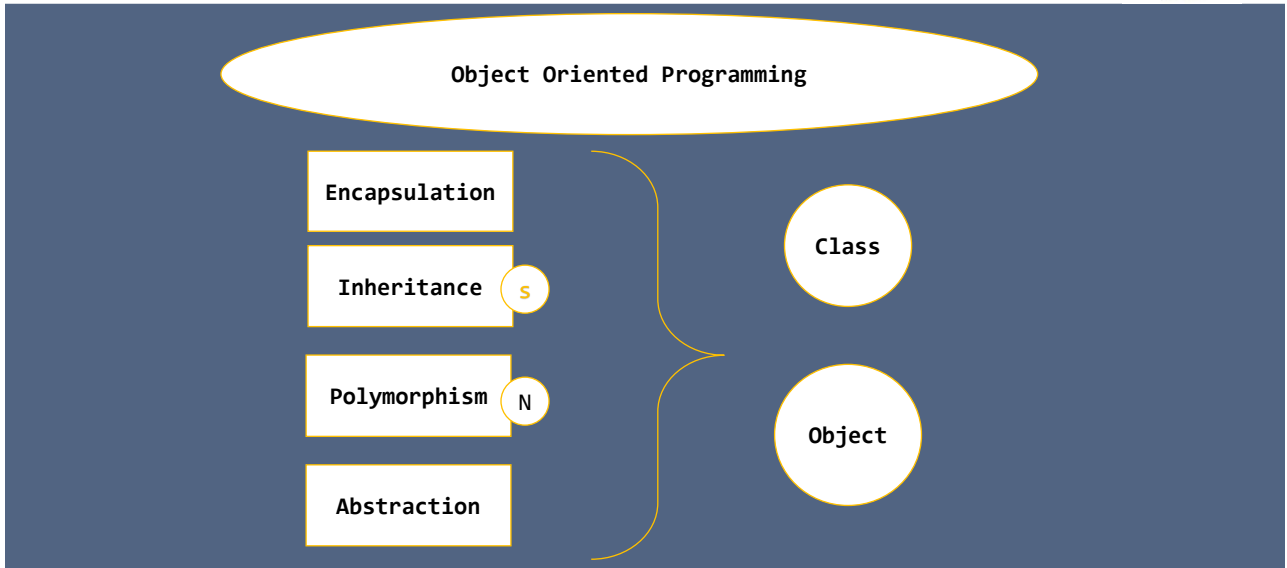 Object Oriented Programming
Encapsulation
Inheritance
s
Polymorphism
N
Abstraction
Class
Object